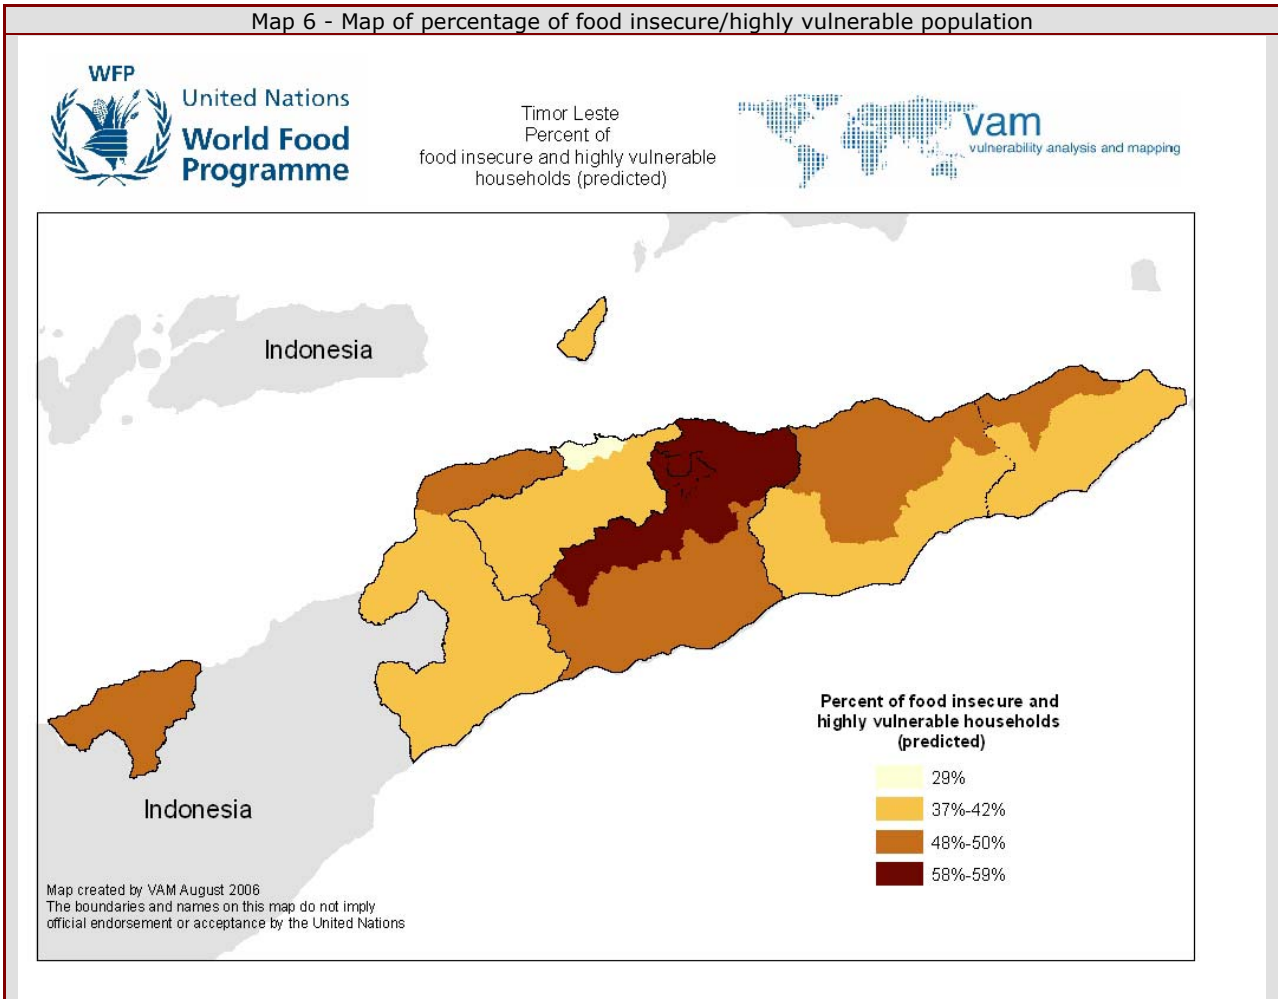 Map 6 - Map of percentage of food insecure/highly vulnerable population
WFP
United Nations
World Food
Programme
Timor Leste
Percent of
food insecure and highly vulnerable
households (predicted)
vam
vulnerability analysis and mapping
Indonesia
Indonesia
Percent of food insecure and
highly vulnerable households
(predicted)
29%
37%-42%
48%-50%
58%-59%
Map created by VAM August 2006
The boundaries and names on this map do not imply
official endorsement or acceptance by the United Nations